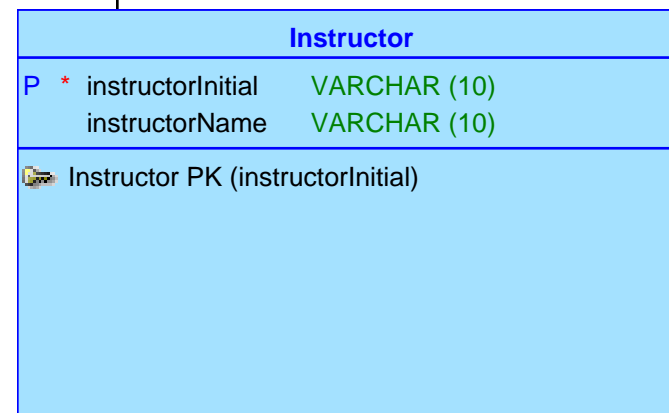 Instructor
P * instructorInitial VARCHAR (10)
instructorName VARCHAR (10)
Instructor PK (instructorInitial)